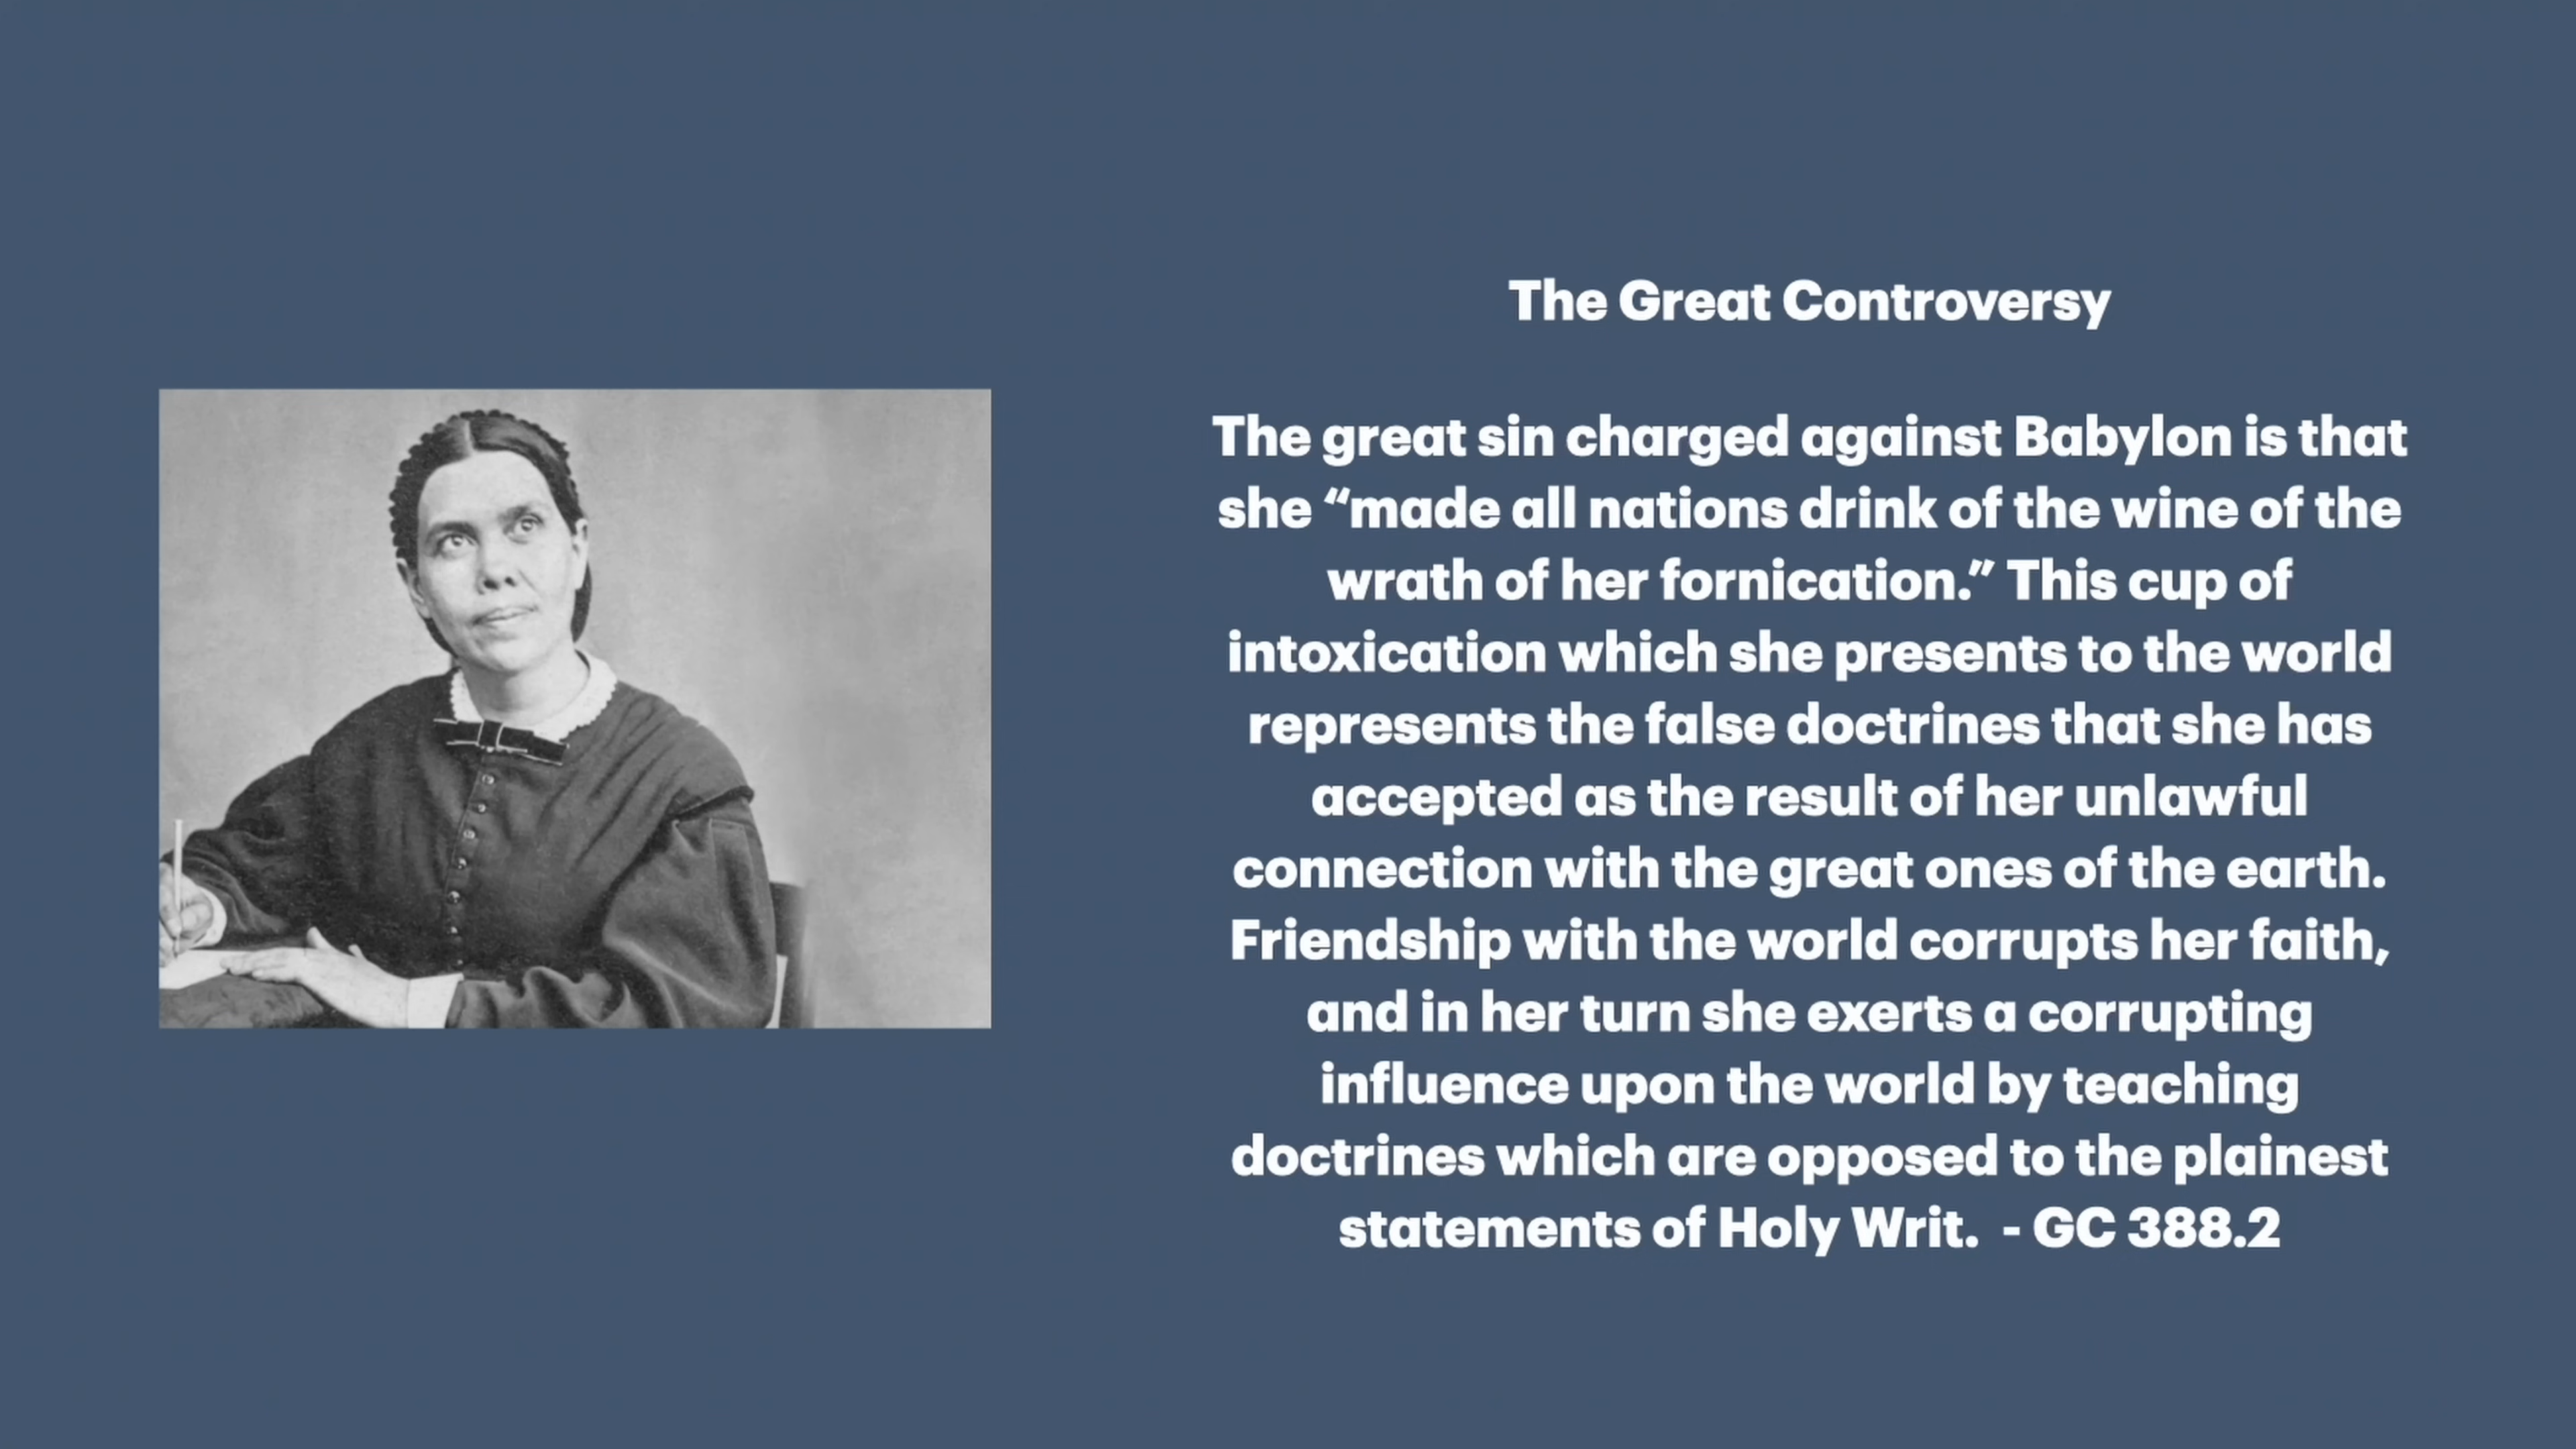 The Great Controversy
The great sin charged against Babylon is that
she “made all nations drink of the wine of the
wrath of her fornication.” This cup of
intoxication which she presents to the world
represents the false doctrines that she has
accepted as the result of her unlawful
connection with the great ones of the earth.
Friendship with the world corrupts her faith,
and in her turn she exerts a corrupting
influence upon the world by teaching
doctrines which are opposed to the plainest
statements of Holy Writ.  - GC 388.2